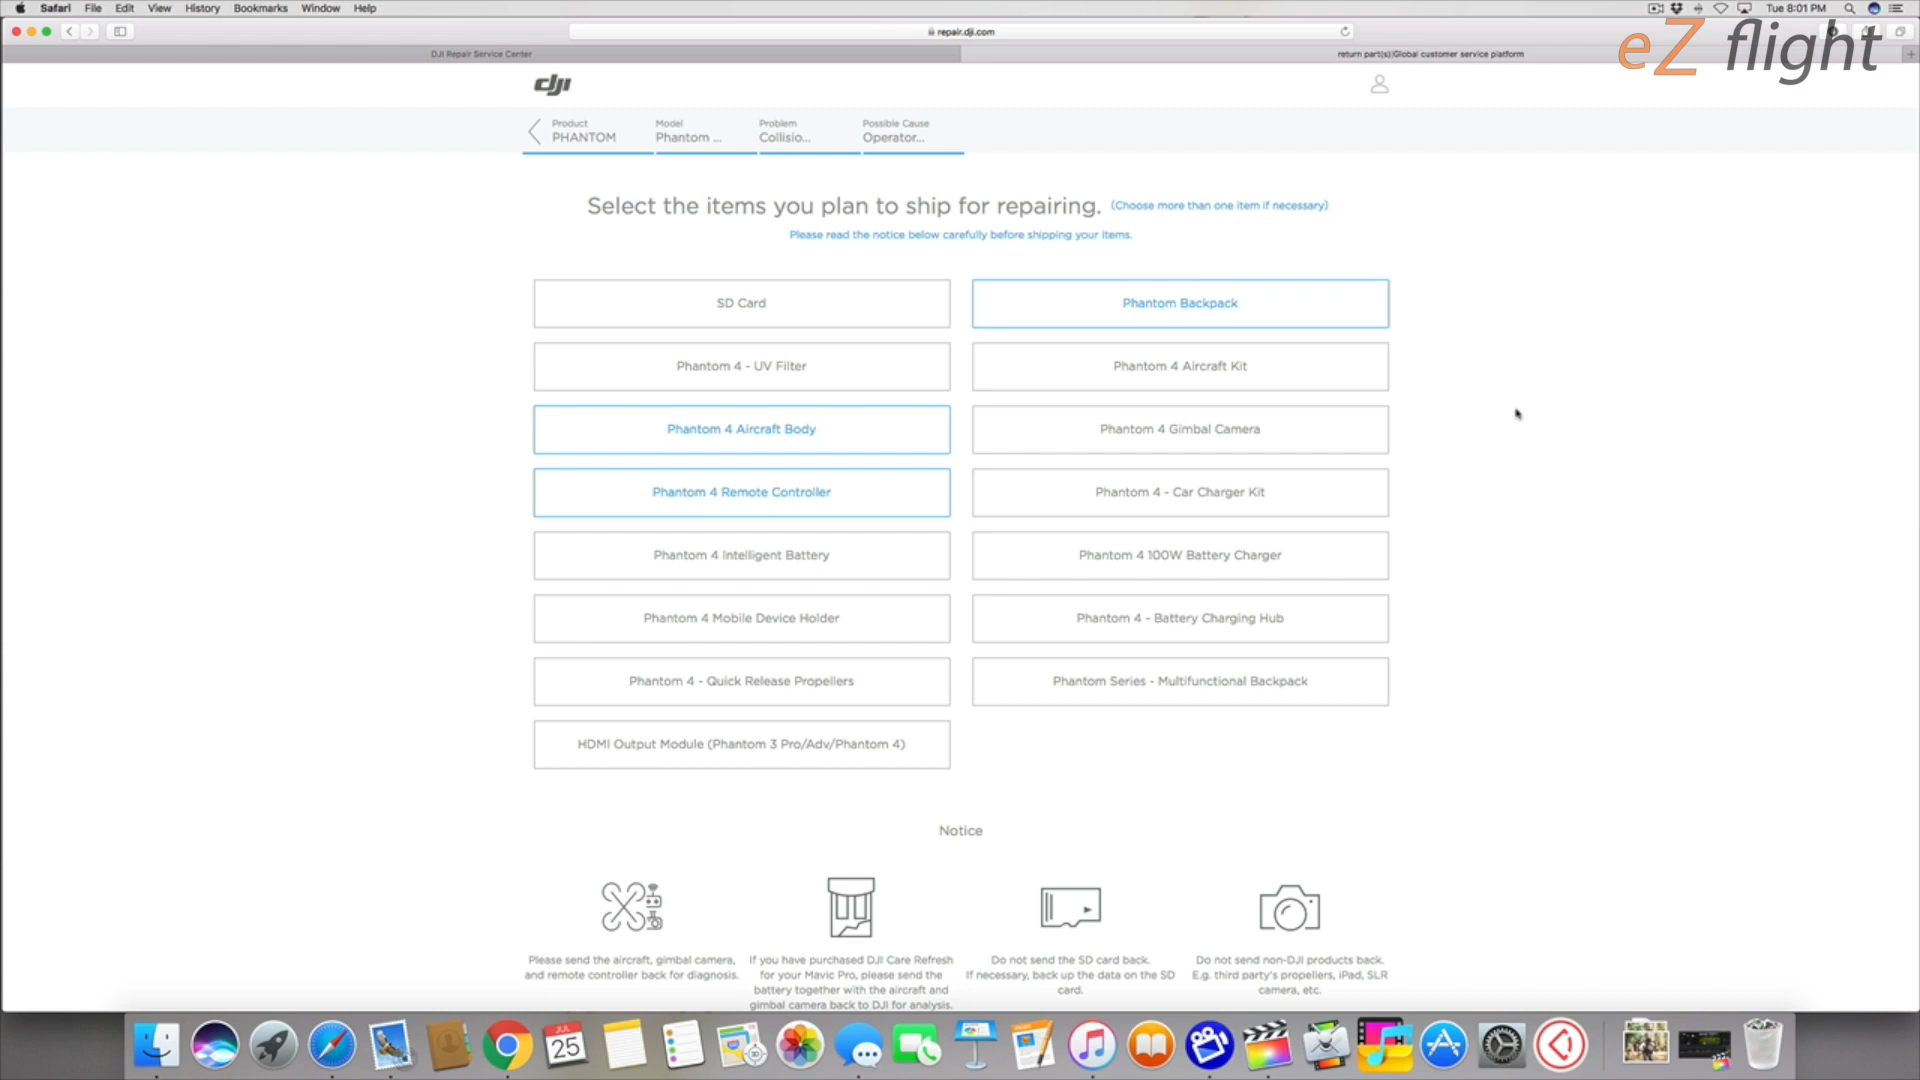 Safari File Edit View History Bookmarks Window Help
Tue 8:01 PM
repair.dji.com
DJI Repair Service Center
return part(s)|Global customer service platform
eZ flight
dji
Product
PHANTOM
Model
Phantom ...
Problem
Collisio...
Possible Cause
Operator...
Select the items you plan to ship for repairing. (Choose more than one item if necessary)
Please read the notice below carefully before shipping your items.
SD Card
Phantom Backpack
Phantom 4 - UV Filter
Phantom 4 Aircraft Kit
Phantom 4 Aircraft Body
Phantom 4 Gimbal Camera
Phantom 4 Remote Controller
Phantom 4 - Car Charger Kit
Phantom 4 Intelligent Battery
Phantom 4 100W Battery Charger
Phantom 4 Mobile Device Holder
Phantom 4 - Battery Charging Hub
Phantom 4 - Quick Release Propellers
Phantom Series - Multifunctional Backpack
HDMI Output Module (Phantom 3 Pro/Adv/Phantom 4)
Notice
Please send the aircraft, gimbal camera,
and remote controller back for diagnosis.
If you have purchased DJI Care Refresh
for your Mavic Pro, please send the
battery together with the aircraft and
gimbal camera back to DJI for analysis.
Do not send the SD card back.
If necessary, back up the data on the SD
card.
Do not send non-DJI products back.
E.g. third party's propellers, iPad, SLR
camera, etc.
JUL
25